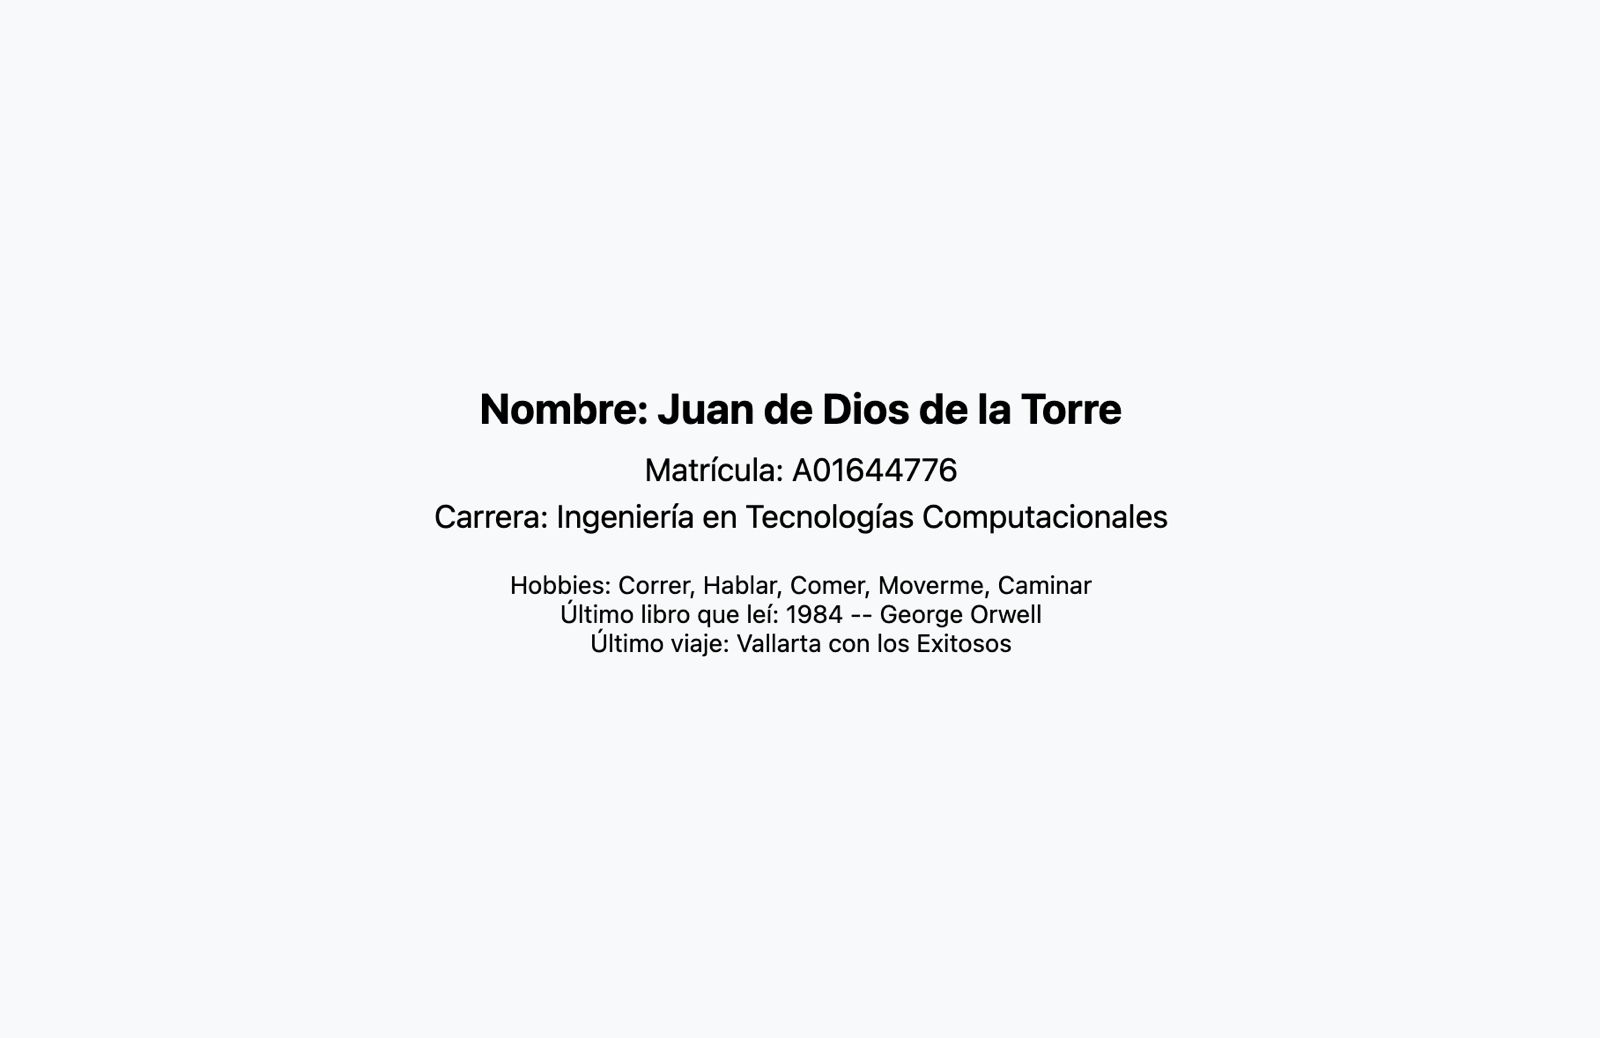 Nombre: Juan de Dios de la Torre
Matrícula: A01644776
Carrera: Ingeniería en Tecnologías Computacionales
Hobbies: Correr, Hablar, Comer, Moverme, Caminar
Último libro que leí: 1984 -- George Orwell
Último viaje: Vallarta con los Exitosos